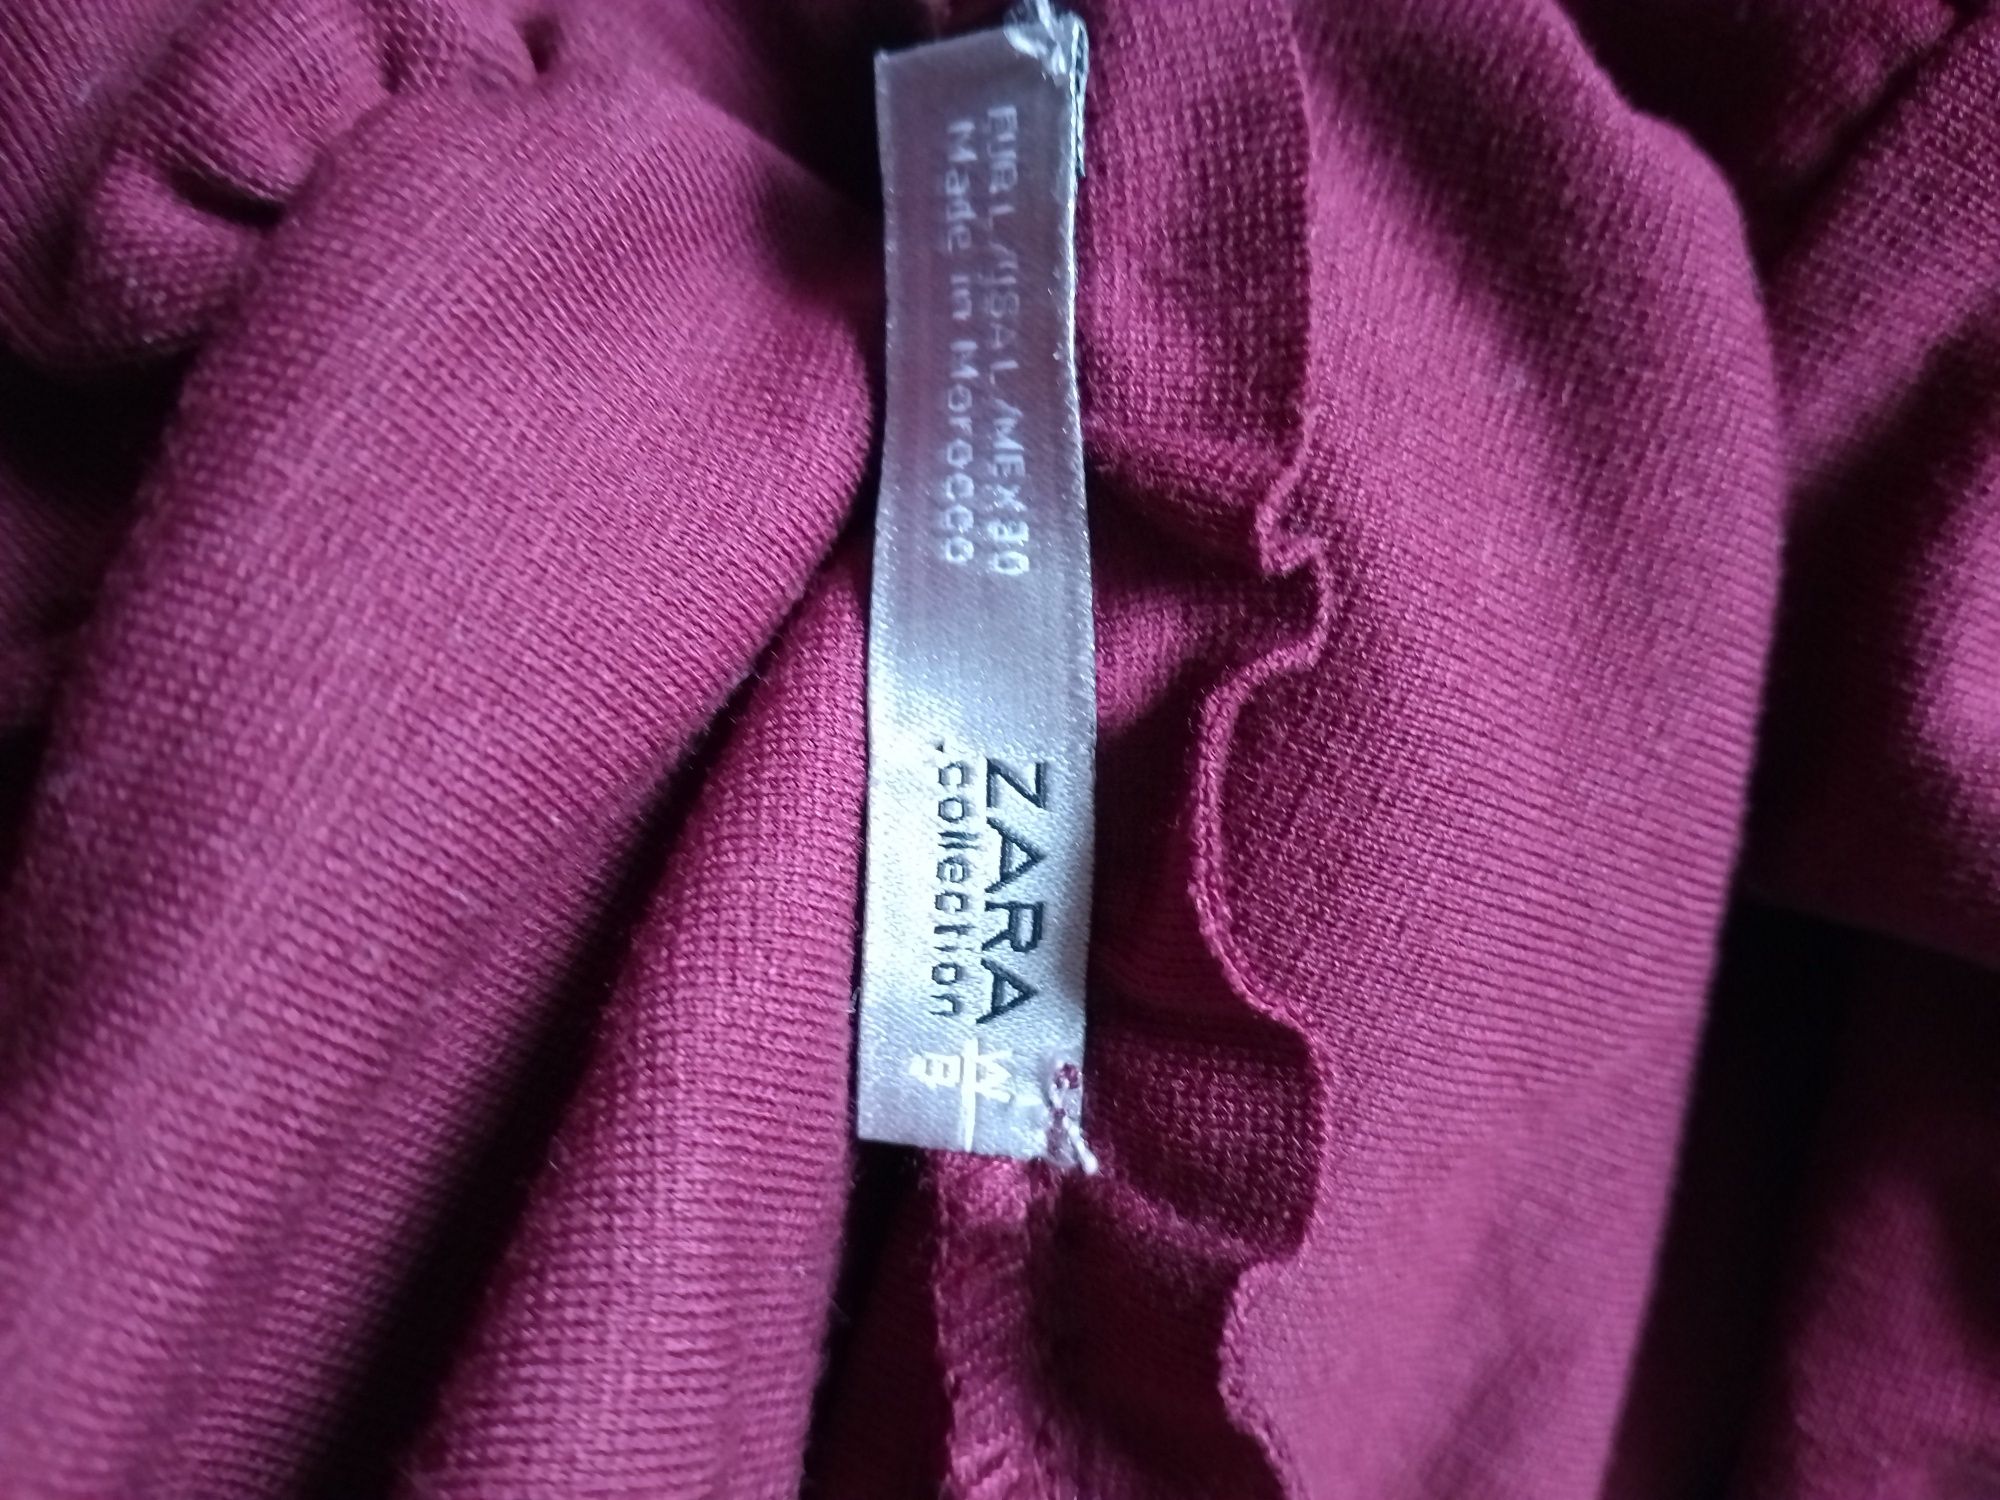 ZARA
W/B collection
EUR L/USA L/MEX 30
Made in Morocco